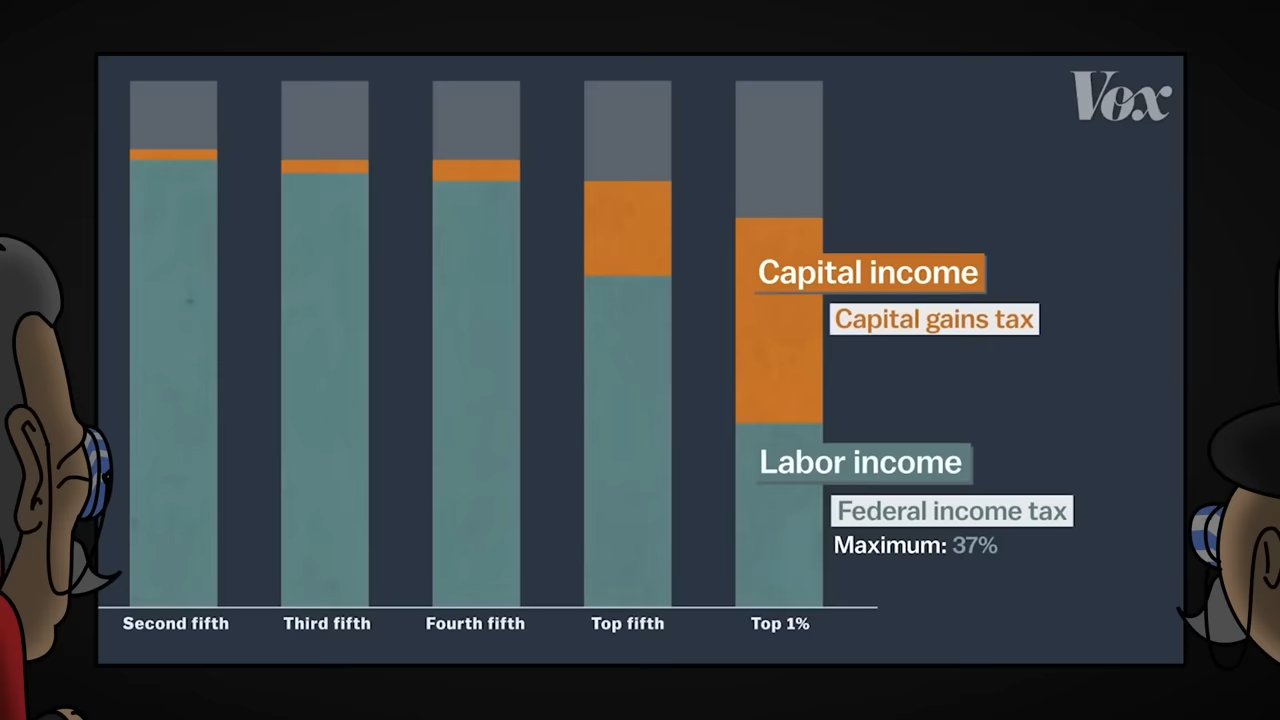 Vox
Capital income
Capital gains tax
Labor income
Federal income tax
Maximum: 37%
Second fifth
Third fifth
Fourth fifth
Top fifth
Top 1%